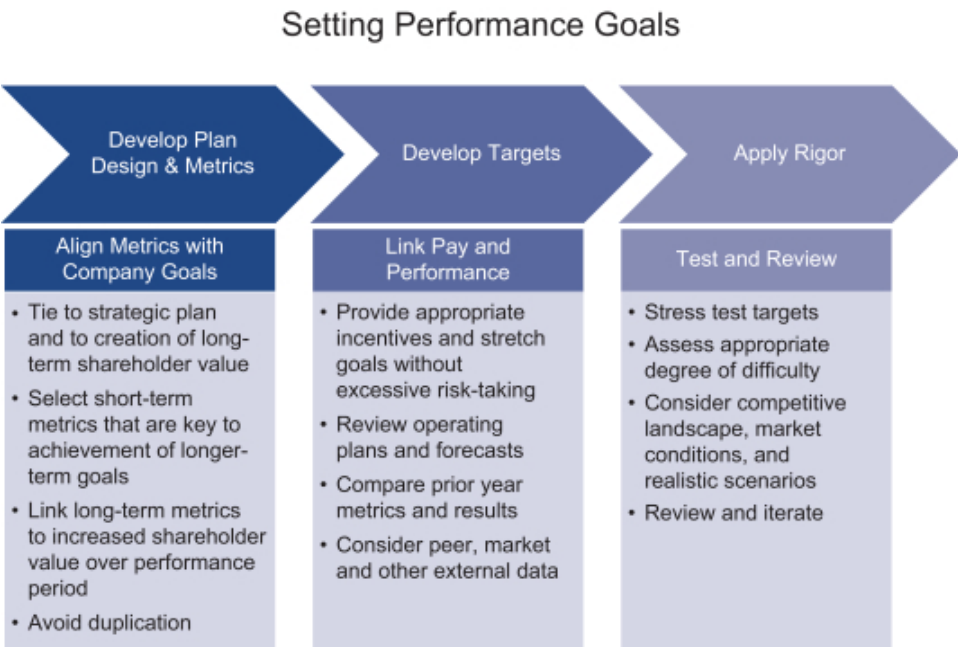 Setting Performance Goals
Develop Plan
Design & Metrics
Develop Targets
Apply Rigor
Align Metrics with
Company Goals
• Tie to strategic plan
and to creation of long-
term shareholder value
• Select short-term
metrics that are key to
achievement of longer-
term goals
• Link long-term metrics
to increased shareholder
value over performance
period
• Avoid duplication
Link Pay and
Performance
• Provide appropriate
incentives and stretch
goals without
excessive risk-taking
• Review operating
plans and forecasts
• Compare prior year
metrics and results
• Consider peer, market
and other external data
Test and Review
• Stress test targets
• Assess appropriate
degree of difficulty
• Consider competitive
landscape, market
conditions, and
realistic scenarios
• Review and iterate